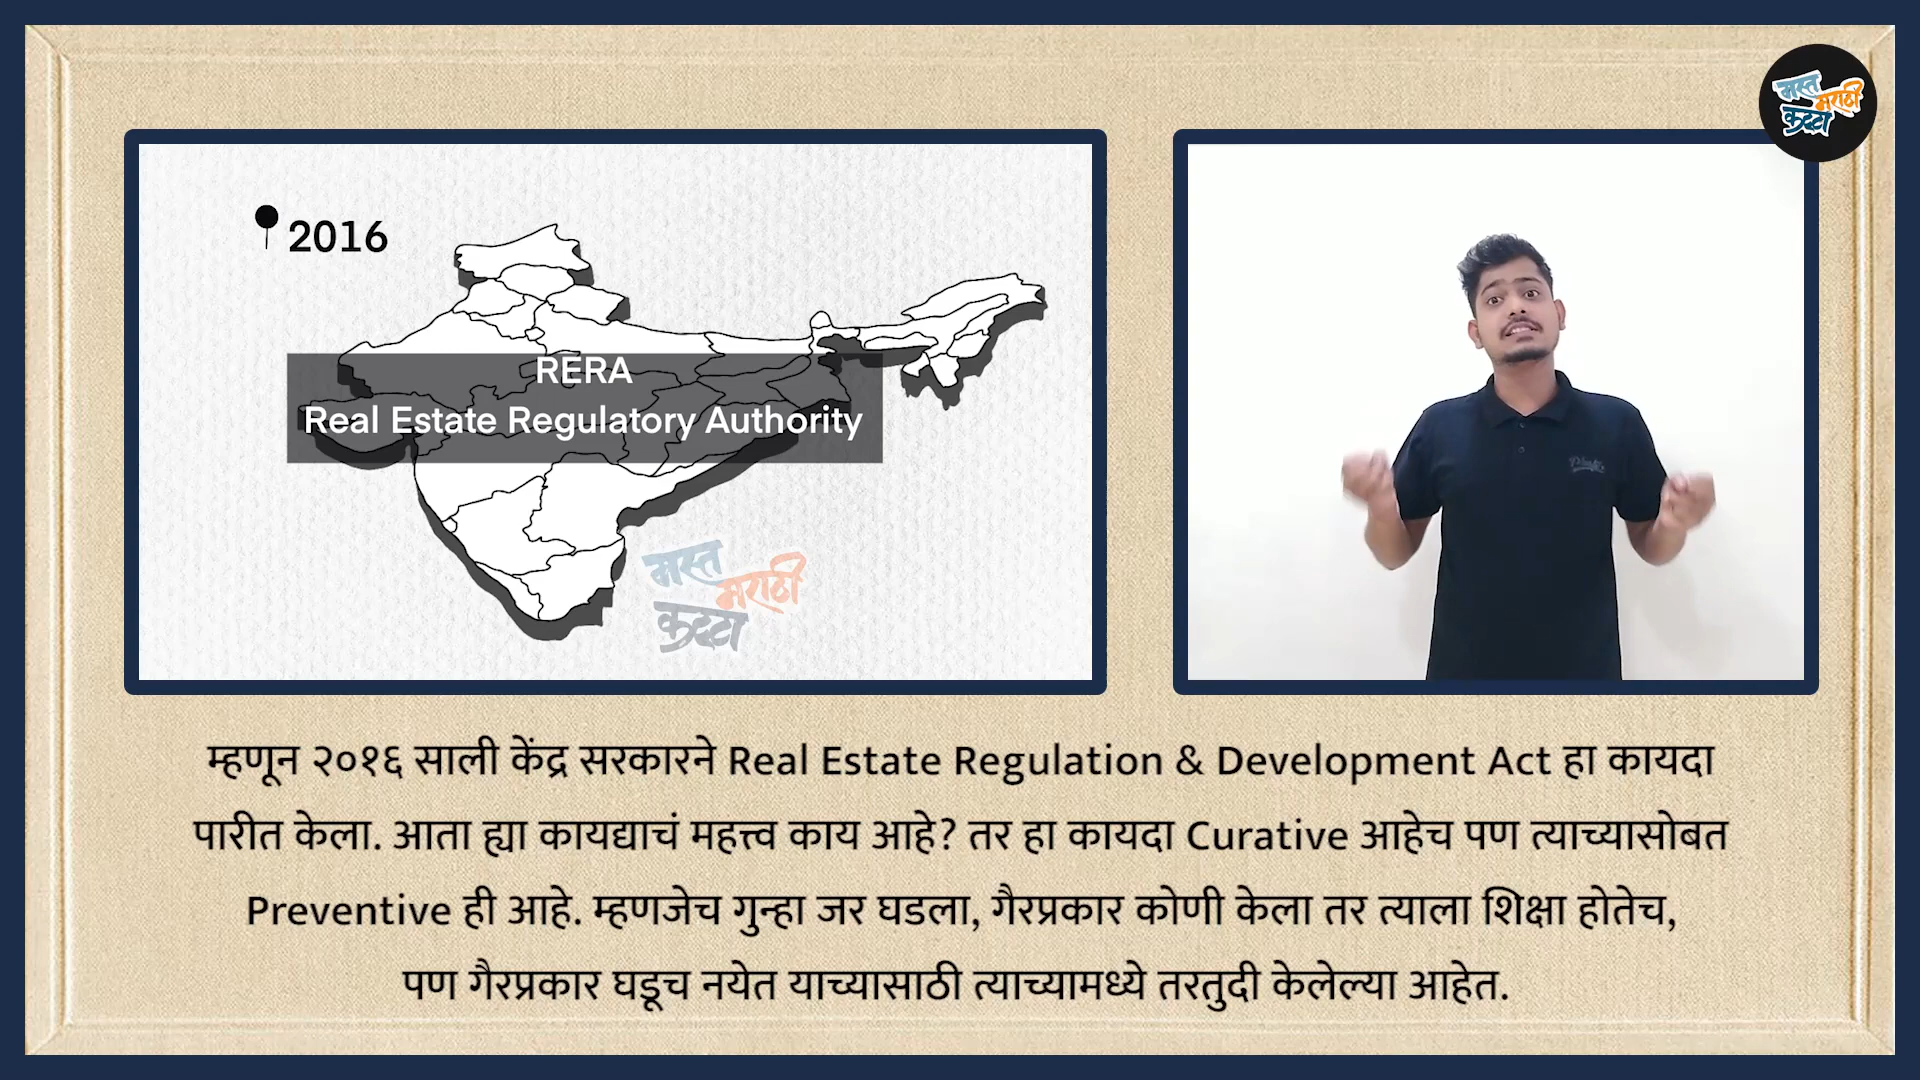 मस्त
मराठी
कट्टा
2016
RERA
Real Estate Regulatory Authority
मस्त
मराठी
कट्टा
म्हणून २०१६ साली केंद्र सरकारने Real Estate Regulation & Development Act हा कायदा
पारीत केला. आता ह्या कायद्याचं महत्त्व काय आहे? तर हा कायदा Curative आहेच पण त्याच्यासोबत
Preventive ही आहे. म्हणजेच गुन्हा जर घडला, गैरप्रकार कोणी केला तर त्याला शिक्षा होतेच,
पण गैरप्रकार घडूच नयेत याच्यासाठी त्याच्यामध्ये तरतुदी केलेल्या आहेत.